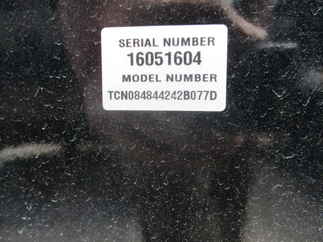 SERIAL NUMBER
16051604
MODEL NUMBER
TCN084844242B077D